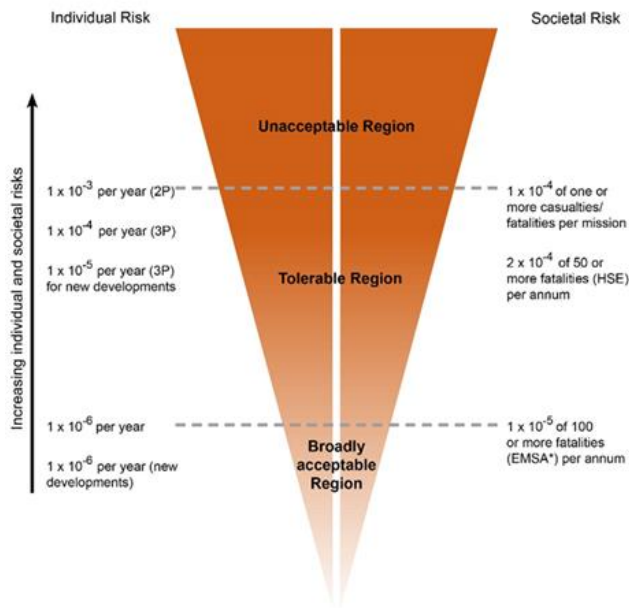 Individual Risk
Societal Risk
Increasing individual and societal risks
Unacceptable Region
1 x 10⁻³ per year (2P)
1 x 10⁻⁴ of one or
more casualties/
fatalities per mission
1 x 10⁻⁴ per year (3P)
1 x 10⁻⁵ per year (3P)
for new developments
Tolerable Region
2 x 10⁻⁴ of 50 or
more fatalities (HSE)
per annum
1 x 10⁻⁶ per year
1 x 10⁻⁵ of 100
or more fatalities
(EMSA*) per annum
Broadly
acceptable
Region
1 x 10⁻⁶ per year (new
developments)